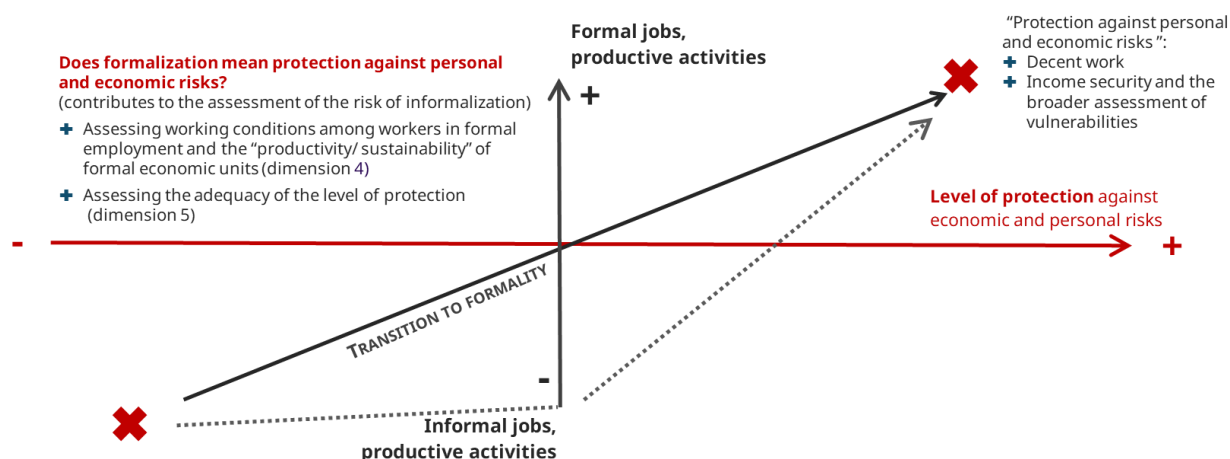 Does formalization mean protection against personal
and economic risks?
(contributes to the assessment of the risk of informalization)
✚ Assessing working conditions among workers in formal
employment and the “productivity/ sustainability” of
formal economic units (dimension 4)
✚ Assessing the adequacy of the level of protection
(dimension 5)
Formal jobs,
productive activities
+
“Protection against personal
and economic risks ”:
✚ Decent work
✚ Income security and the
broader assessment of
vulnerabilities
Level of protection against
economic and personal risks
-
+
TRANSITION TO FORMALITY
-
Informal jobs,
productive activities